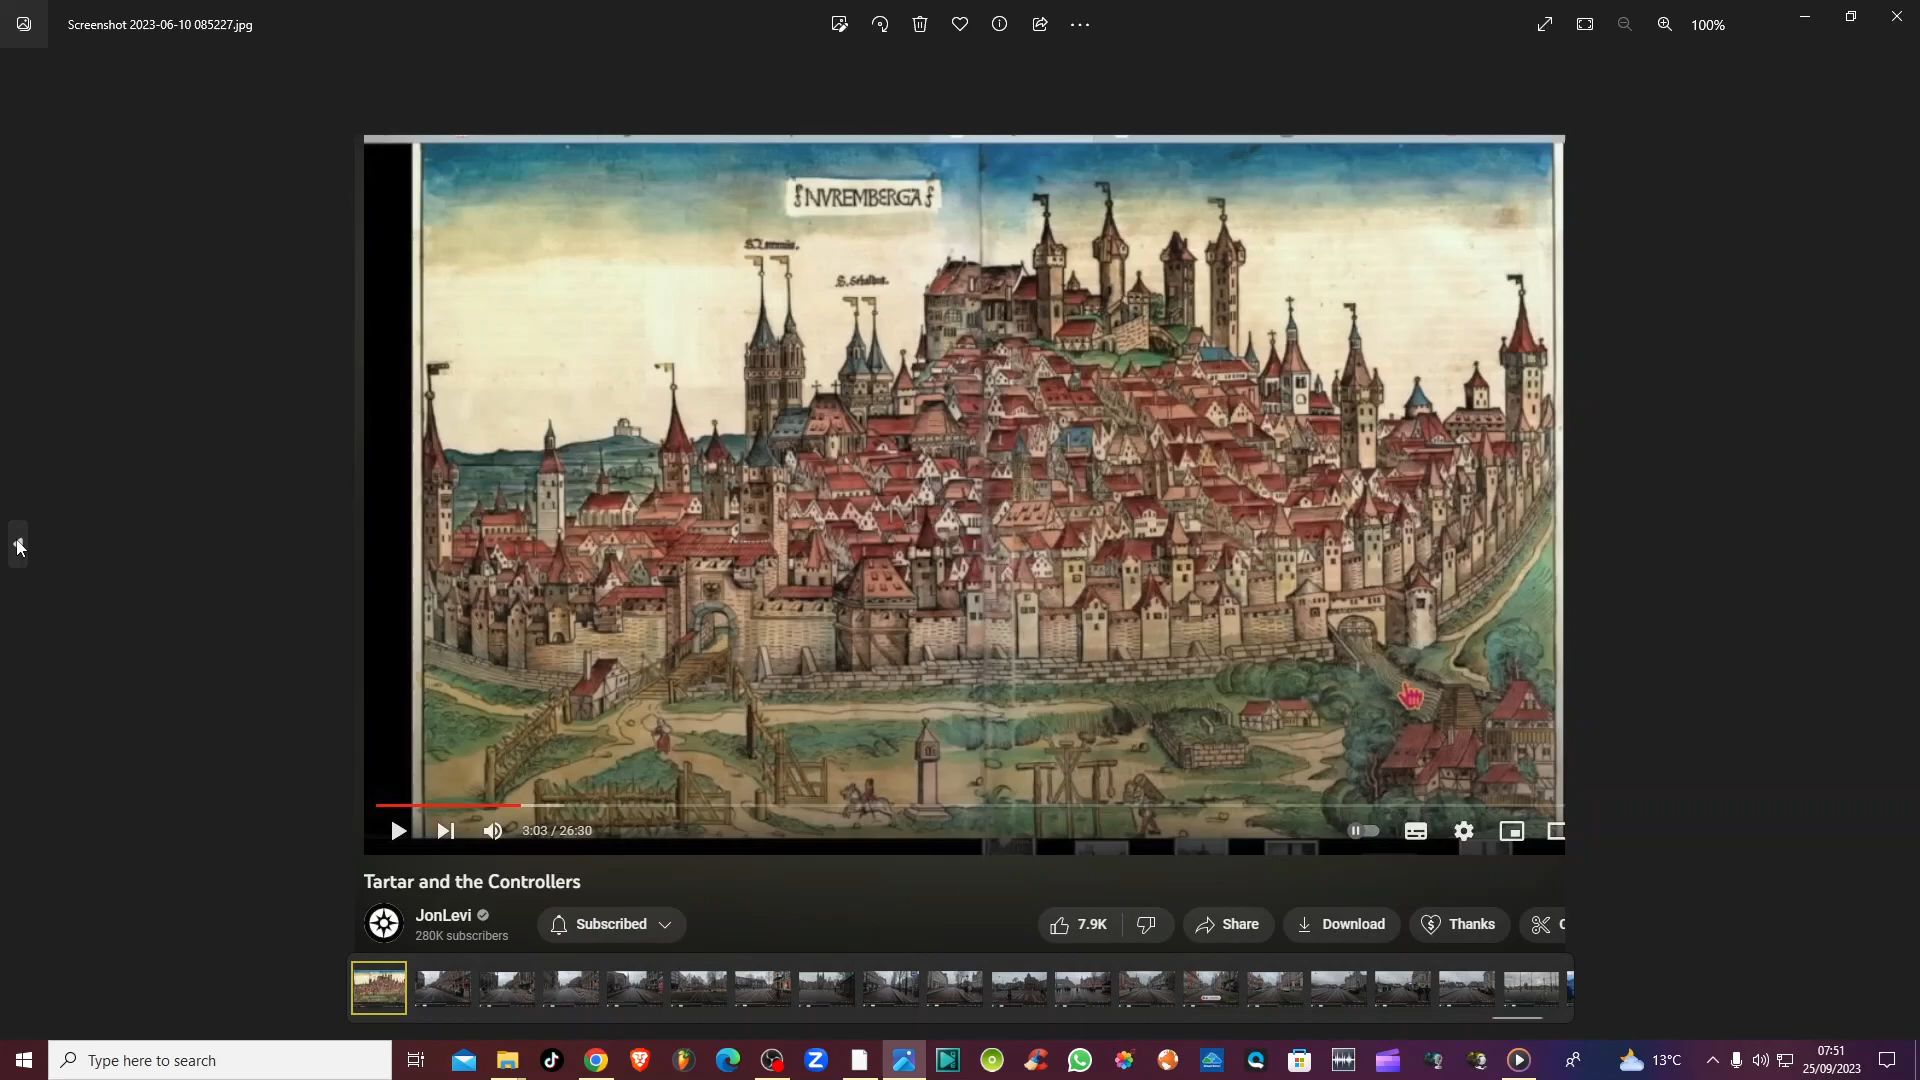 Screenshot 2023-06-10 085227.jpg
100%
NVREMBERGA
3:03 / 26:30
Tartar and the Controllers
JonLevi
280K subscribers
Subscribed
7.9K
Share
Download
Thanks
Type here to search
13°C
07:51
25/09/2023